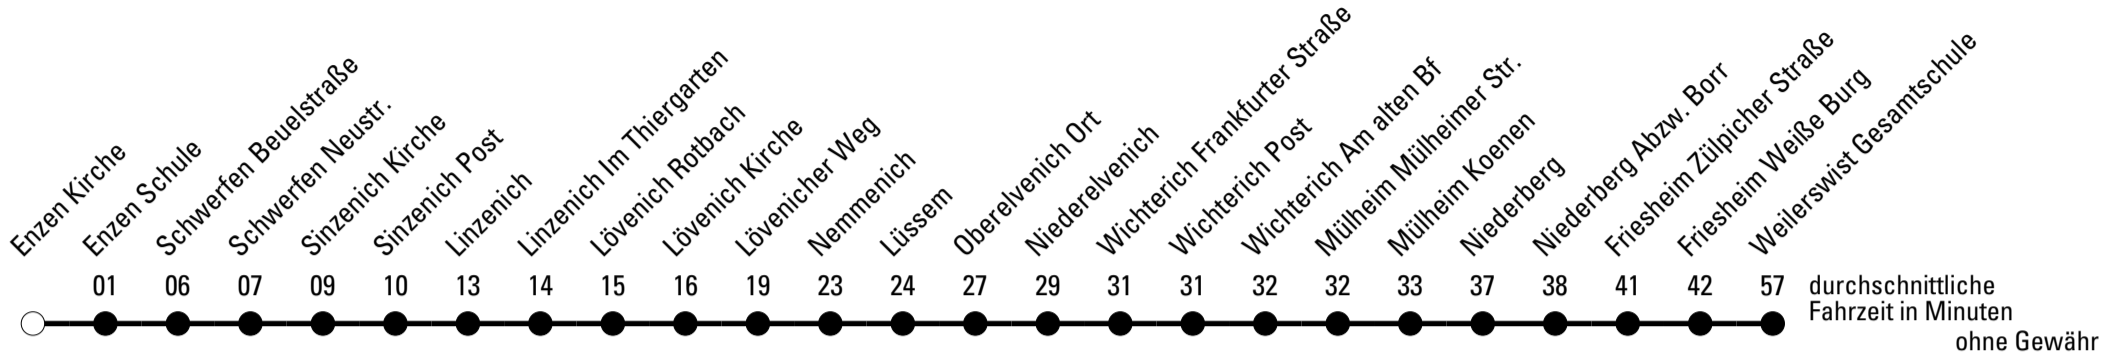 Enzen Kirche
Enzen Schule
Schwerfen Beuelstraße
Schwerfen Neustr.
Sinzenich Kirche
Sinzenich Post
Linzenich
Linzenich Im Thiergarten
Lövenich Rotbach
Lövenich Kirche
Lövenicher Weg
Nemmenich
Lüssem
Oberelvenich Ort
Niederelvenich
Wichterich Frankfurter Straße
Wichterich Post
Wichterich Am alten Bf
Mülheim Mülheimer Str.
Mülheim Koenen
Niederberg
Niederberg Abzw. Borr
Friesheim Zülpicher Straße
Friesheim Weiße Burg
Weilerswist Gesamtschule
01 06 07 09 10 13 14 15 16 19 23 24 27 29 31 31 32 32 33 37 38 41 42 57 durchschnittliche
Fahrzeit in Minuten
ohne Gewähr